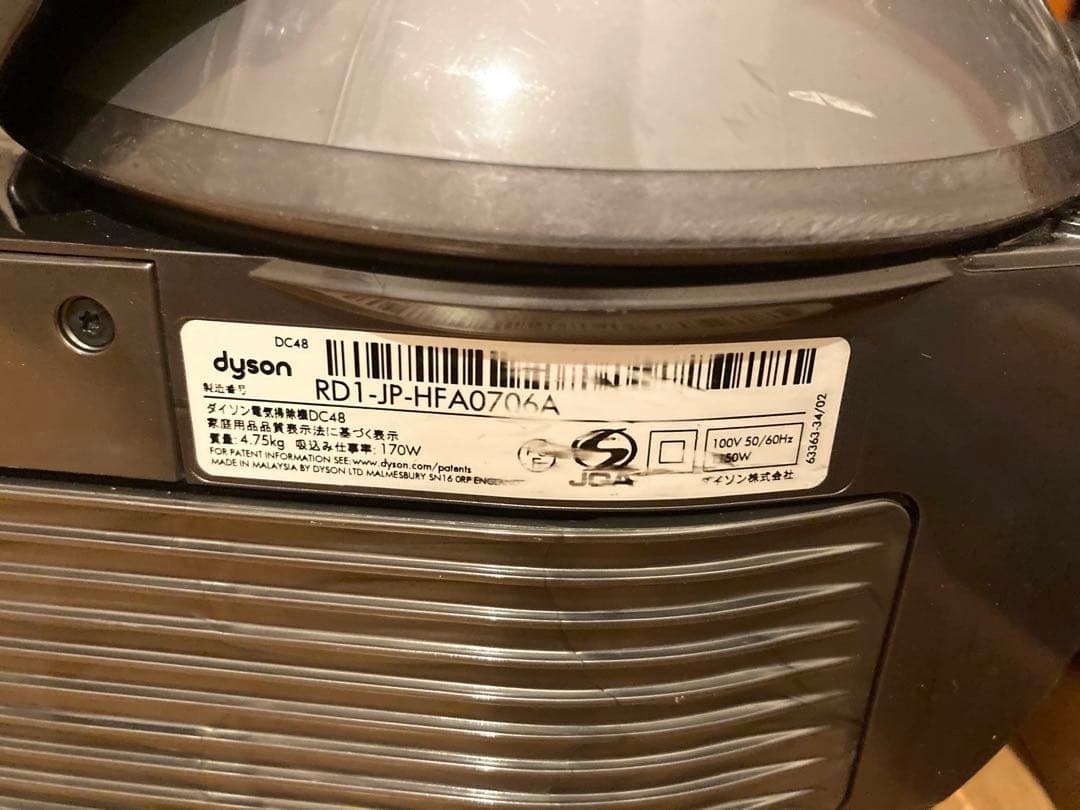 DC48
dyson
製造番号 RD1-JP-HFA0706A
ダイソン電気掃除機DC48
家庭用品品質表示法に基づく表示
質量: 4.75kg 吸込み仕事率: 170W
FOR PATENT INFORMATION SEE: www.dyson.com/patents
MADE IN MALAYSIA BY DYSON LTD MALMESBURY SN16 0RP ENGLAND
PS
E
S
100V 50/60Hz
ダイソン株式会社
63363-34/02